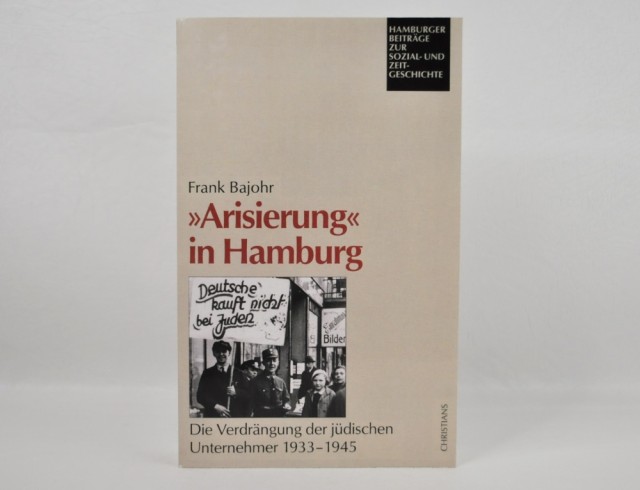 HAMBURGER
BEITRÄGE
ZUR
SOZIAL- UND
ZEIT-
GESCHICHTE
Frank Bajohr
»Arisierung«
in Hamburg
Deutsche
kauft nicht
bei Juden
Bilder
Die Verdrängung der jüdischen
Unternehmer 1933–1945
CHRISTIANS